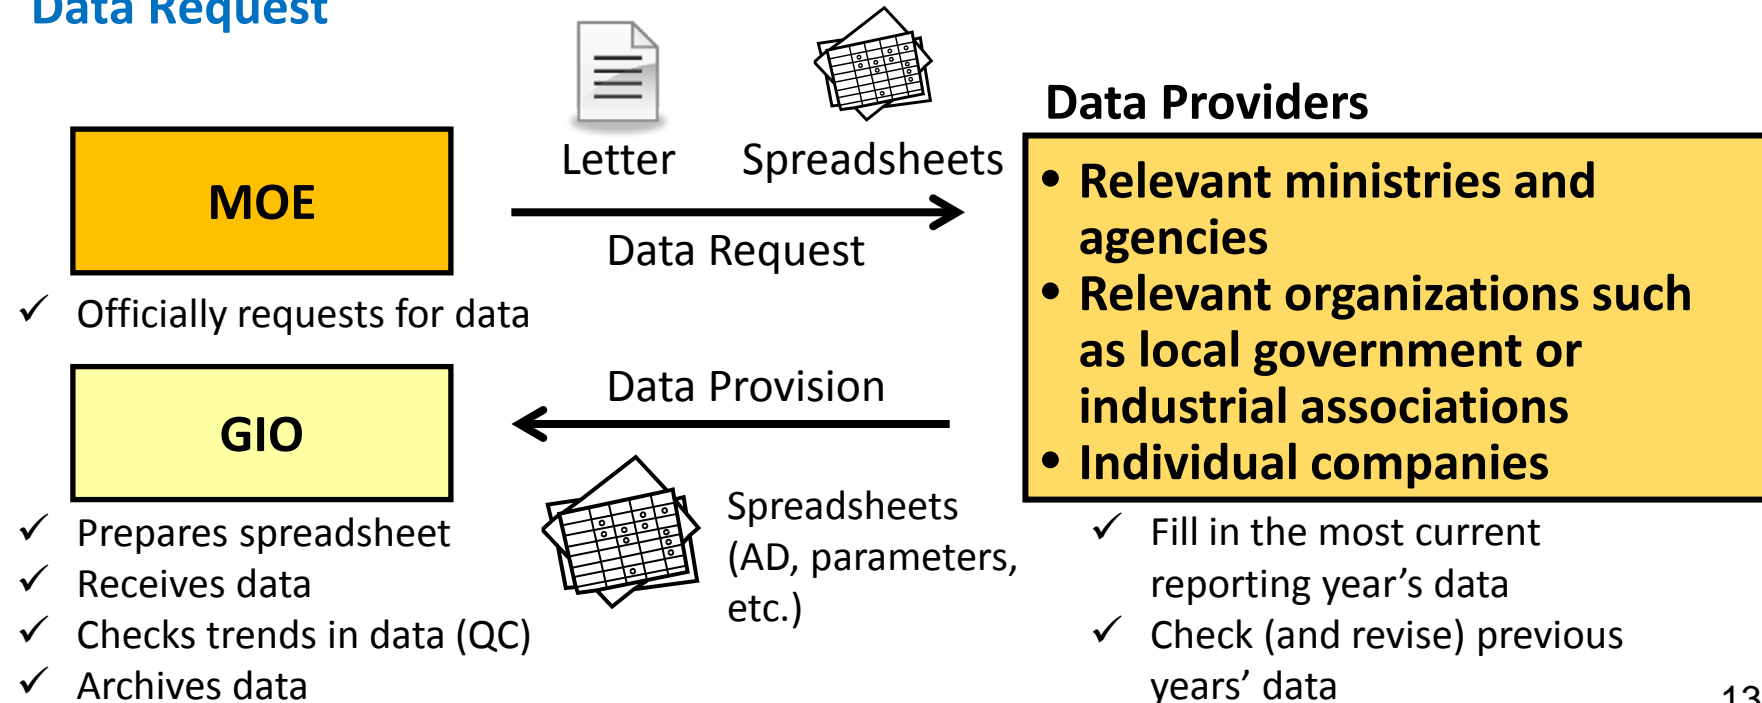 Data Request
MOE
✓ Officially requests for data
GIO
✓ Prepares spreadsheet
✓ Receives data
✓ Checks trends in data (QC)
✓ Archives data
Letter
Spreadsheets
Data Request
Data Provision
Spreadsheets
(AD, parameters,
etc.)
Data Providers
• Relevant ministries and
agencies
• Relevant organizations such
as local government or
industrial associations
• Individual companies
✓ Fill in the most current
reporting year’s data
✓ Check (and revise) previous
years’ data
13